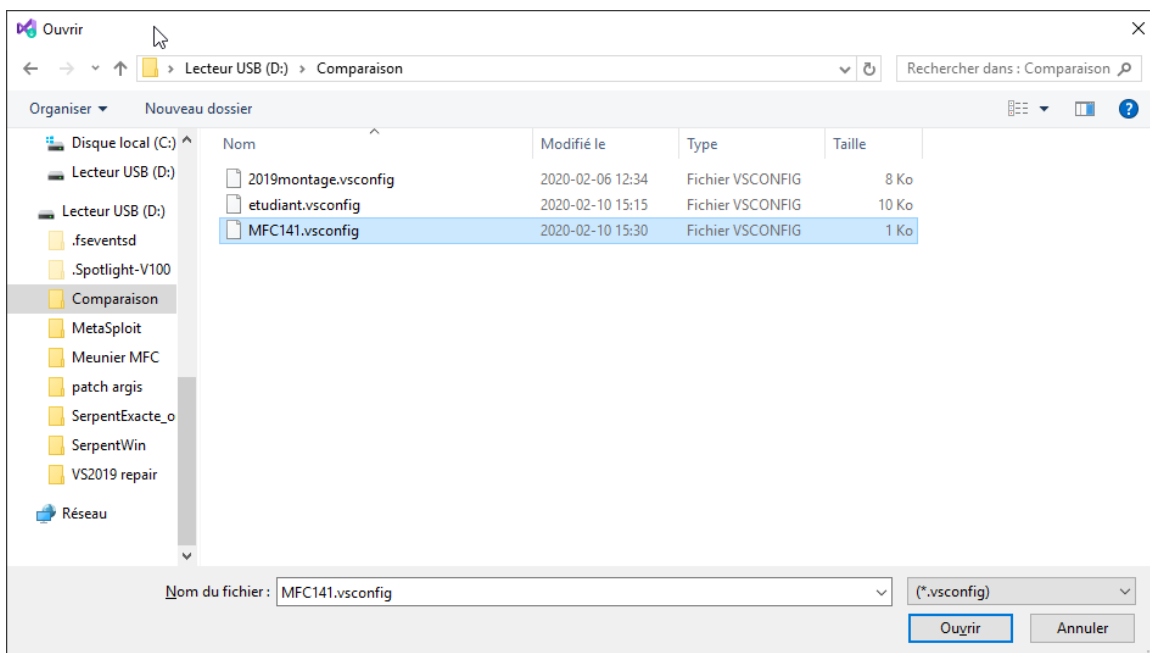 Ouvrir
Lecteur USB (D:) > Comparaison
Rechercher dans : Comparaison
Organiser
Nouveau dossier
Disque local (C:)
Lecteur USB (D:)
Lecteur USB (D:)
.fseventsd
.Spotlight-V100
Comparaison
MetaSploit
Meunier MFC
patch argis
SerpentExacte_o
SerpentWin
VS2019 repair
Réseau
Nom Modifié le Type Taille
2019montage.vsconfig 2020-02-06 12:34 Fichier VSCONFIG 8 Ko
etudiant.vsconfig 2020-02-10 15:15 Fichier VSCONFIG 10 Ko
MFC141.vsconfig 2020-02-10 15:30 Fichier VSCONFIG 1 Ko
Nom du fichier : MFC141.vsconfig (*.vsconfig)
Ouvrir Annuler